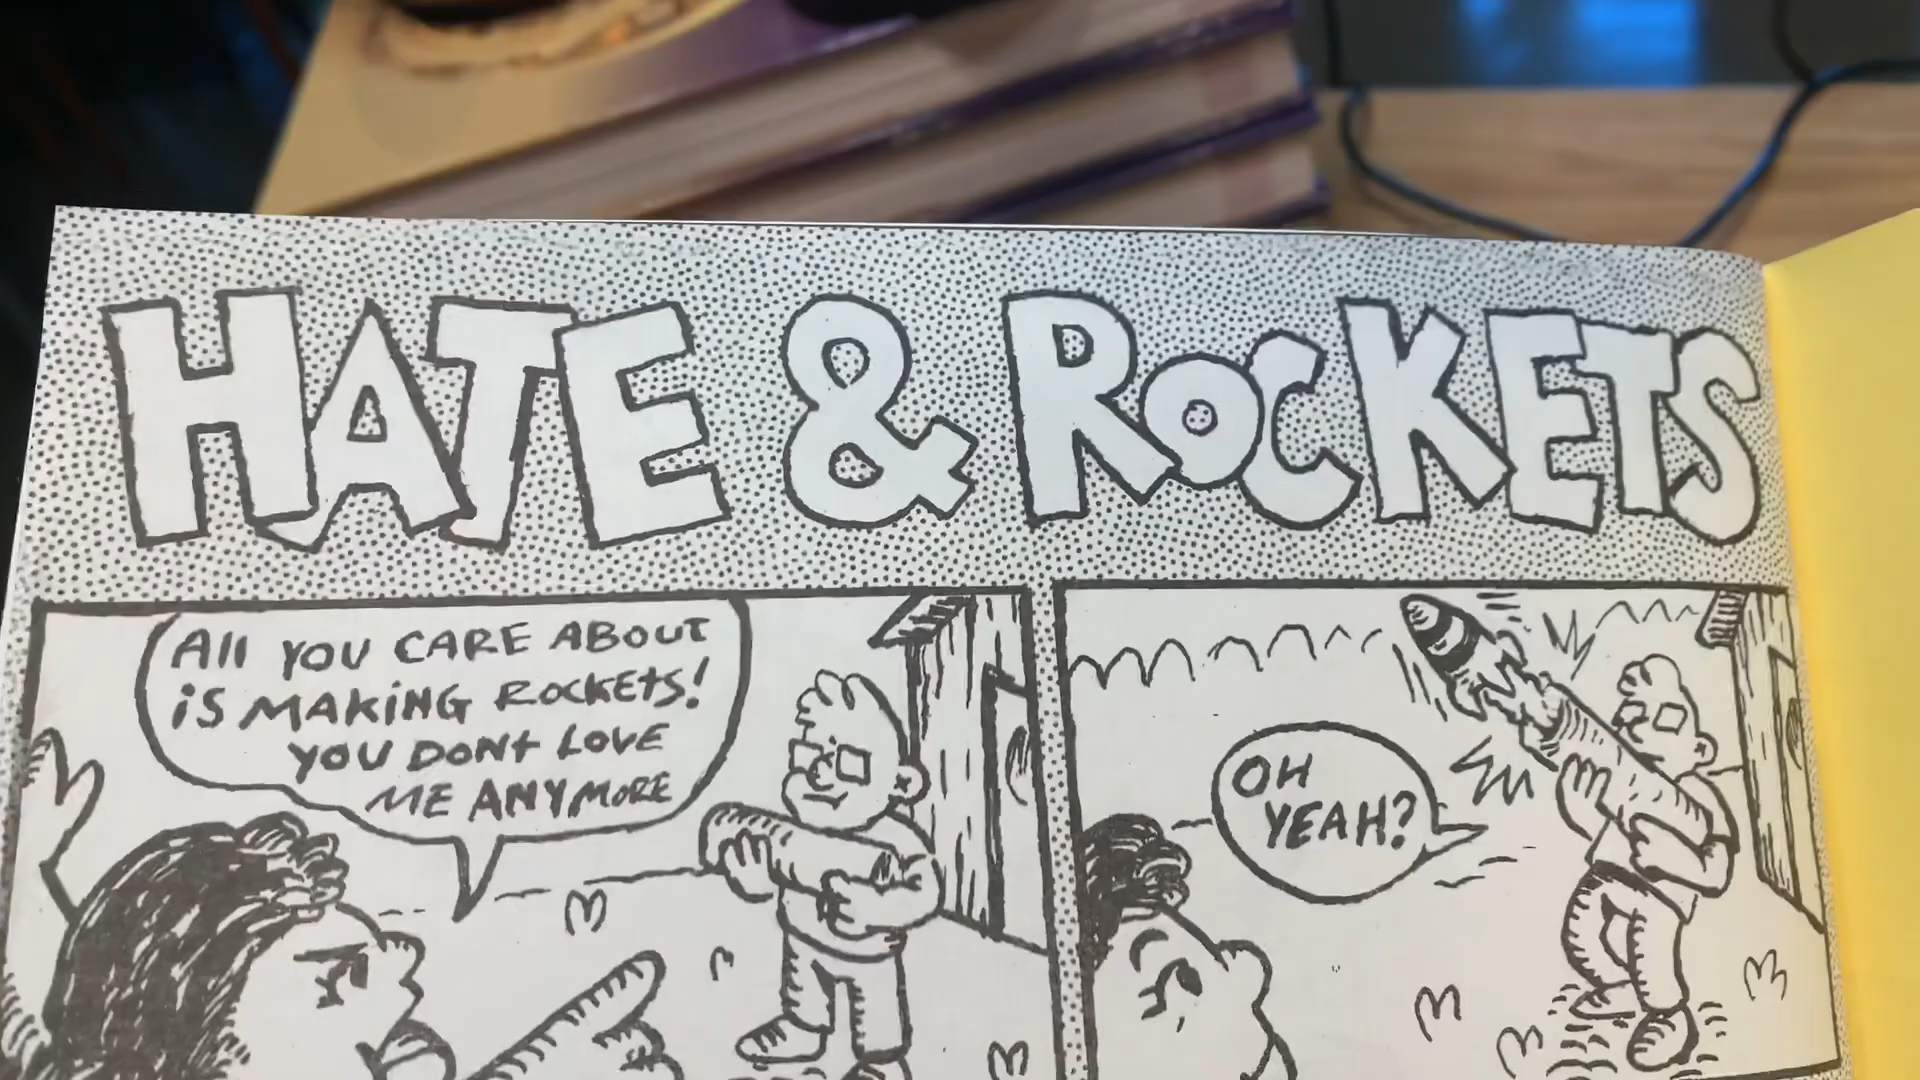 HATE & ROCKETS
All YOU CARE ABOUT
iS MAKiNG ROCKEtS!
YOU DONt LOVE
ME ANYMORE
OH
YEAH?